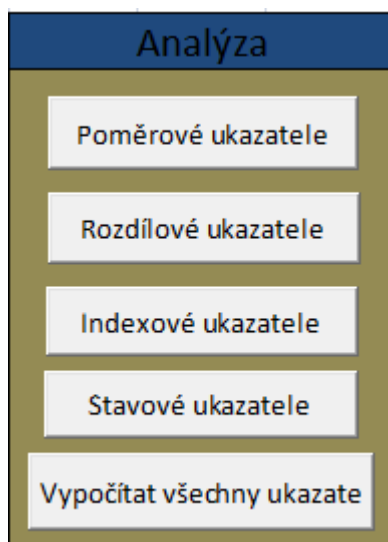 Analýza
Poměrové ukazatele
Rozdílové ukazatele
Indexové ukazatele
Stavové ukazatele
Vypočítat všechny ukazate